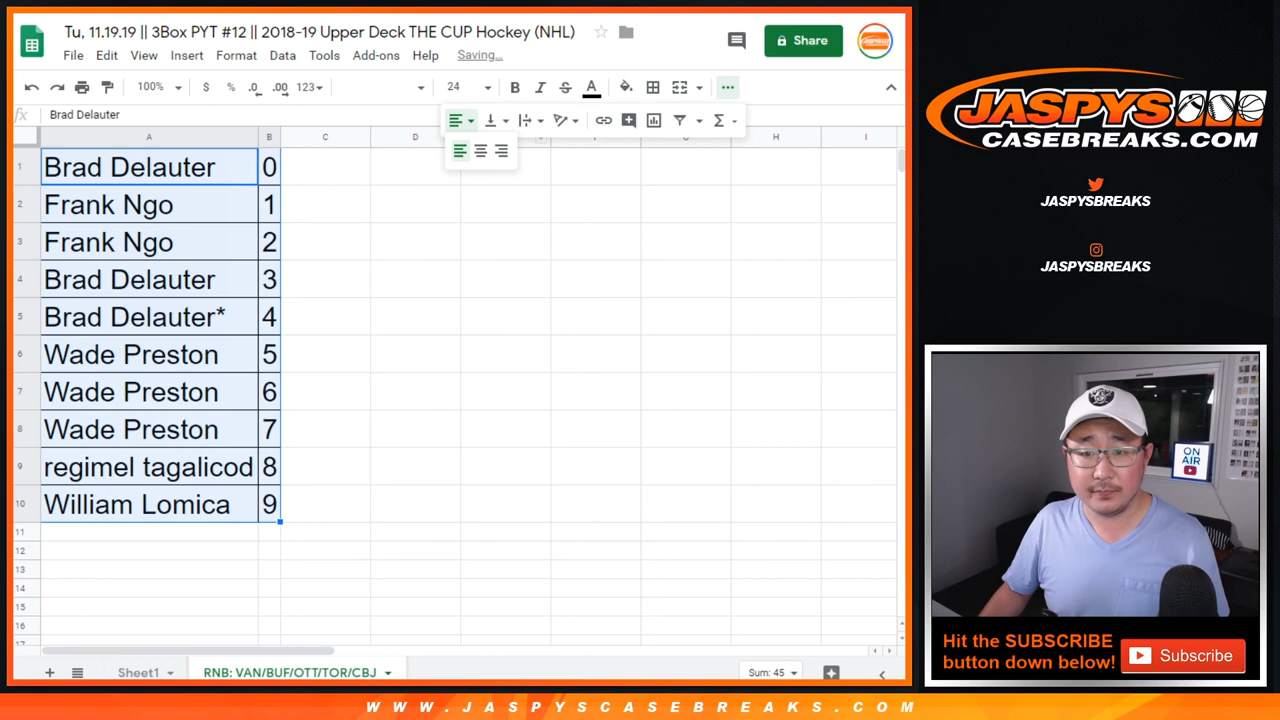 Tu, 11.19.19 || 3Box PYT #12 || 2018-19 Upper Deck THE CUP Hockey (NHL)
File Edit View Insert Format Data Tools Add-ons Help Saving...
Share
100% $ % .0 .00 123 24 B I S A
fx Brad Delauter
A B C D H I
1 Brad Delauter 0
2 Frank Ngo 1
3 Frank Ngo 2
4 Brad Delauter 3
5 Brad Delauter* 4
6 Wade Preston 5
7 Wade Preston 6
8 Wade Preston 7
9 regimel tagalicod 8
10 William Lomica 9
11
12
13
14
15
16
17
Sheet1 RNB: VAN/BUF/OTT/TOR/CBJ Sum: 45
JASPYS
CASEBREAKS.COM
JASPYSBREAKS
JASPYSBREAKS
ON
AIR
Hit the SUBSCRIBE
button down below!
Subscribe
WWW.JASPYSCASEBREAKS.COM